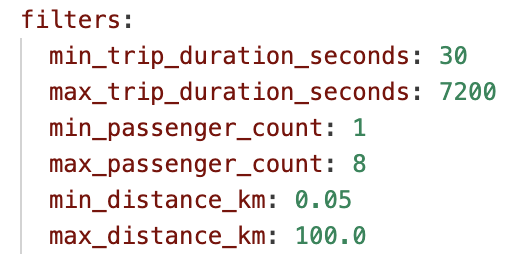 filters:
  min_trip_duration_seconds: 30
  max_trip_duration_seconds: 7200
  min_passenger_count: 1
  max_passenger_count: 8
  min_distance_km: 0.05
  max_distance_km: 100.0